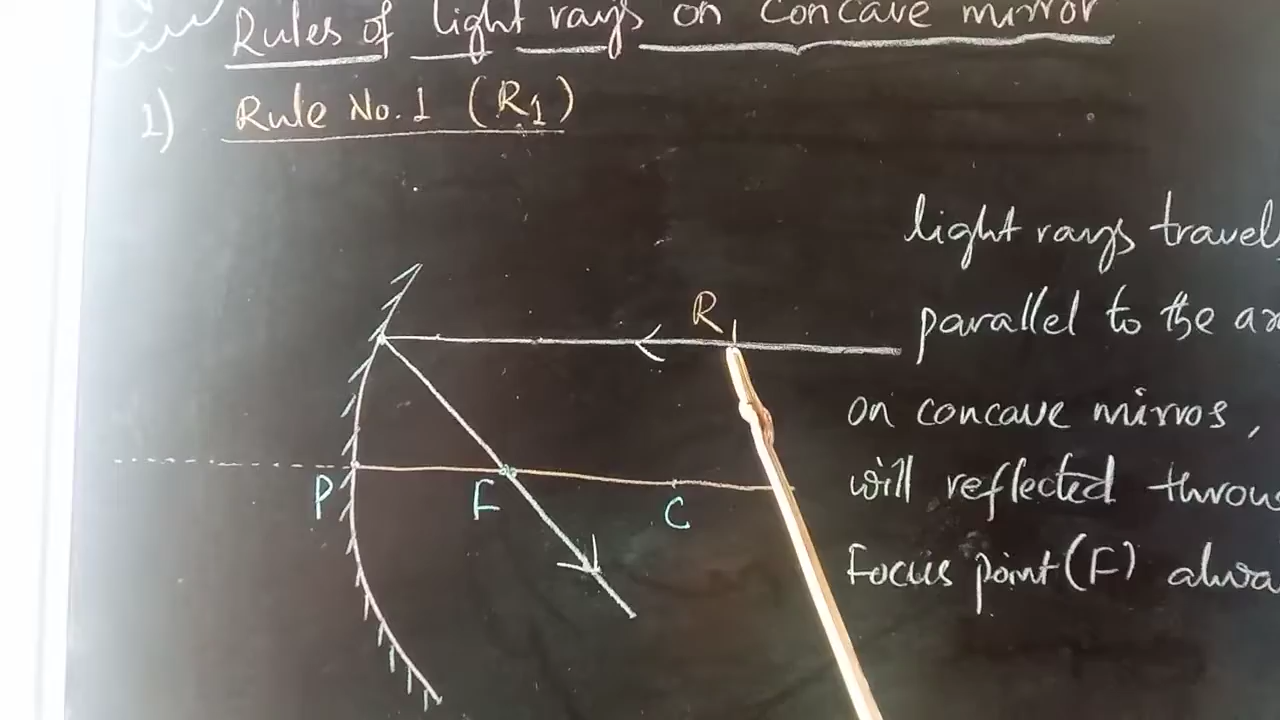 Rules of light rays on Concave mirror
1) Rule No.1 (R1)
light rays travel
parallel to the
on concave mirros,
will reflected
Focus point (F)
R1
P
F
C